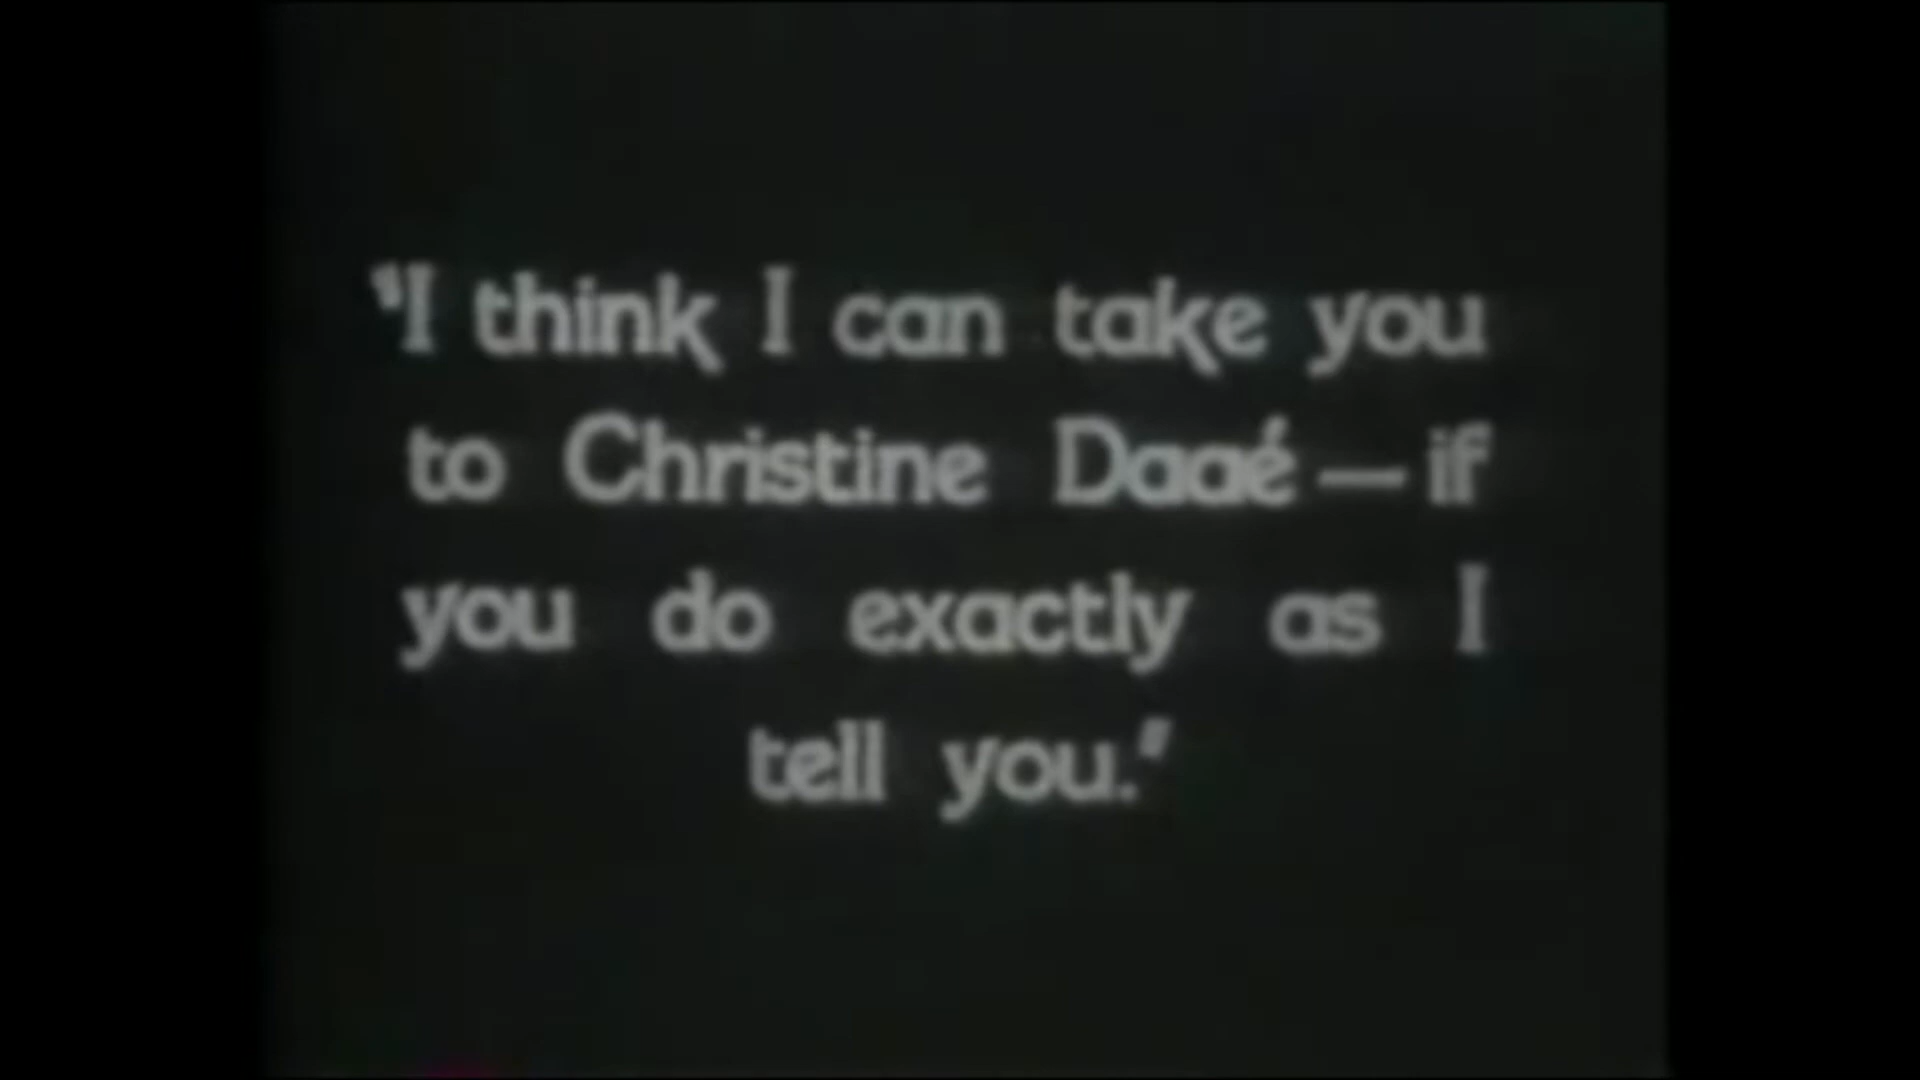 "I think I can take you
to Christine Daaé — if
you do exactly as I
tell you."